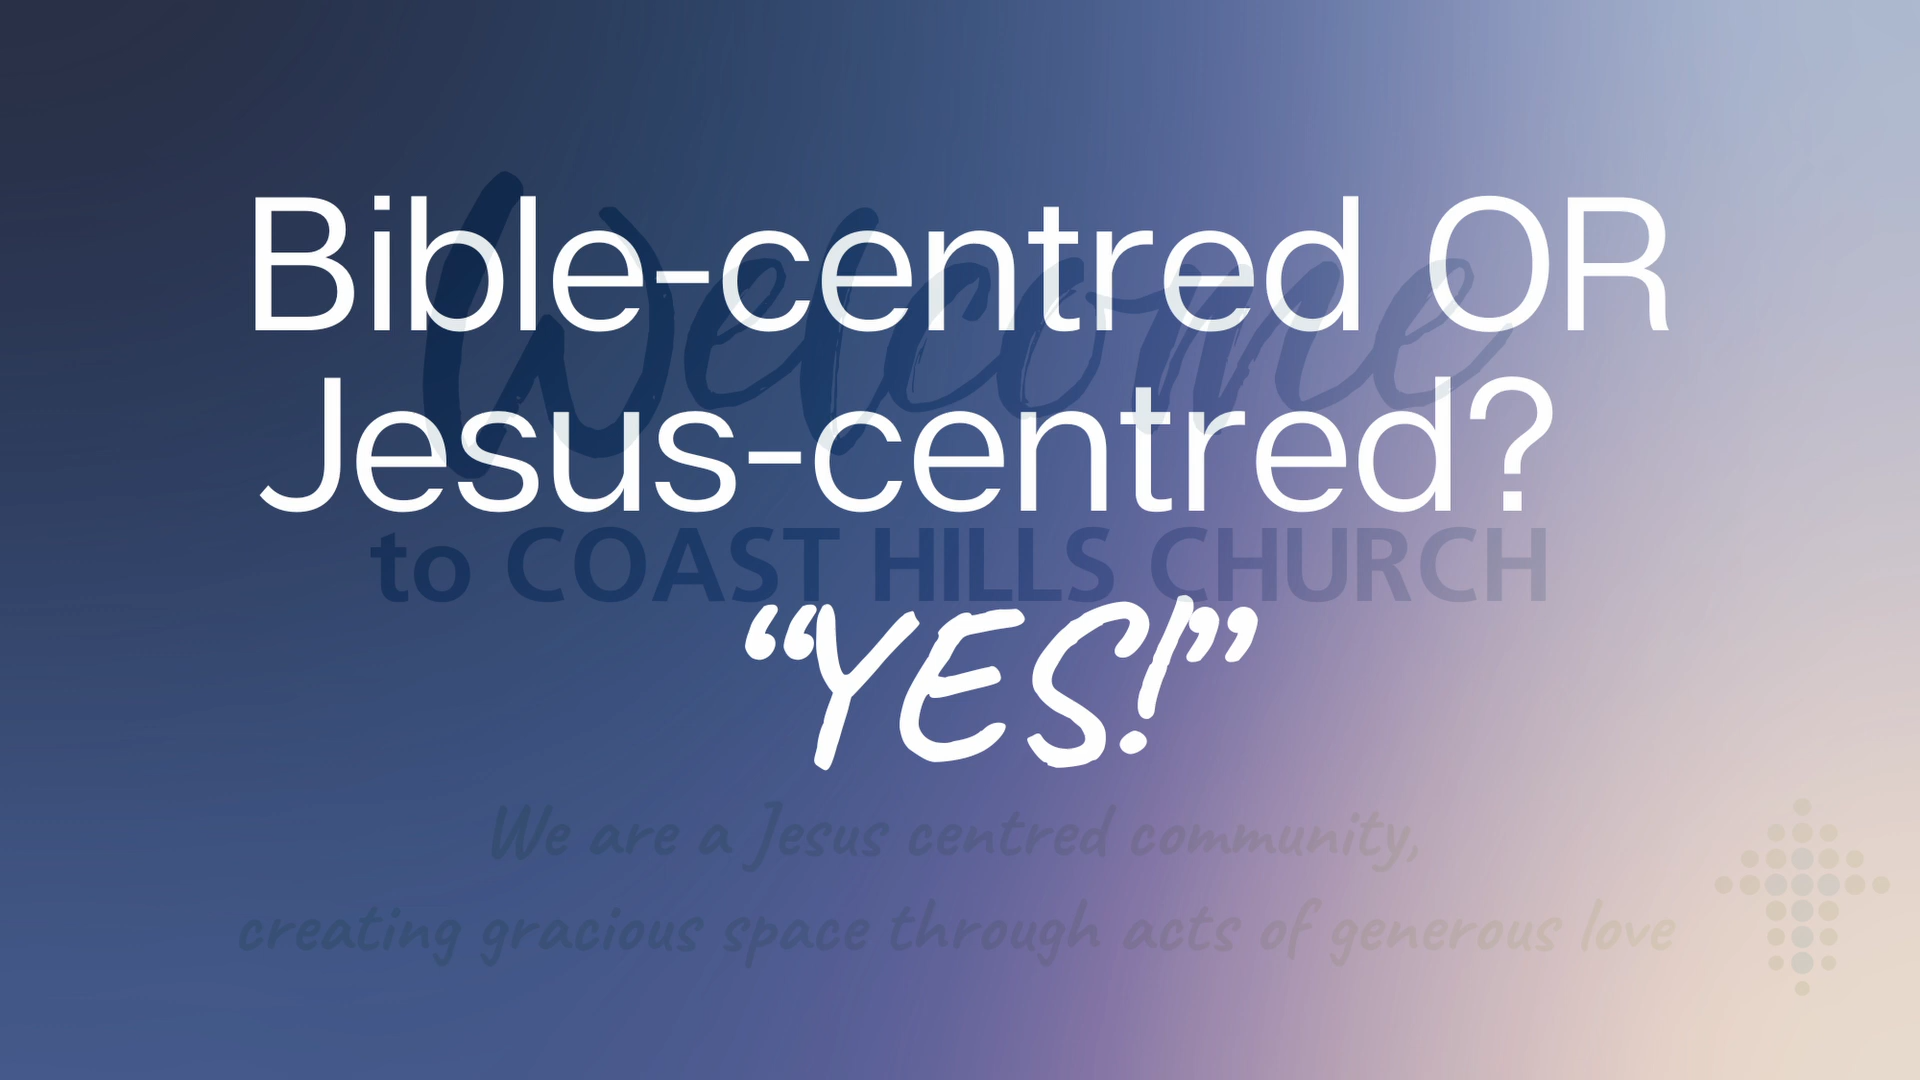 Welcome
Bible-centred OR
Jesus-centred?
to COAST HILLS CHURCH
“YES!”
We are a Jesus centred community,
creating gracious space through acts of generous love